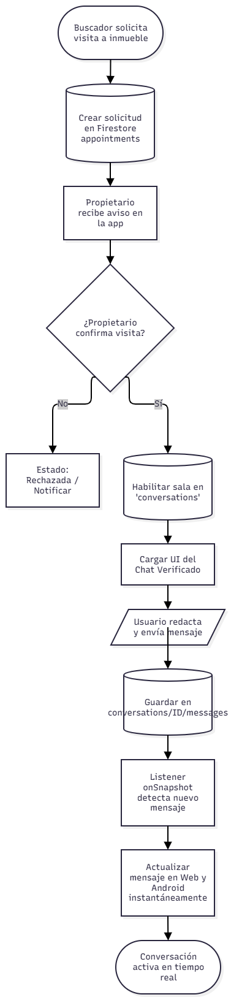 Buscador solicita
visita a inmueble
Crear solicitud
en Firestore
appointments
Propietario
recibe aviso en
la app
¿Propietario
confirma visita?
No
Sí
Estado:
Rechazada /
Notificar
Habilitar sala en
'conversations'
Cargar UI del
Chat Verificado
Usuario redacta
y envía mensaje
Guardar en
conversations/ID/messages
Listener
onSnapshot
detecta nuevo
mensaje
Actualizar
mensaje en Web y
Android
instantáneamente
Conversación
activa en tiempo
real